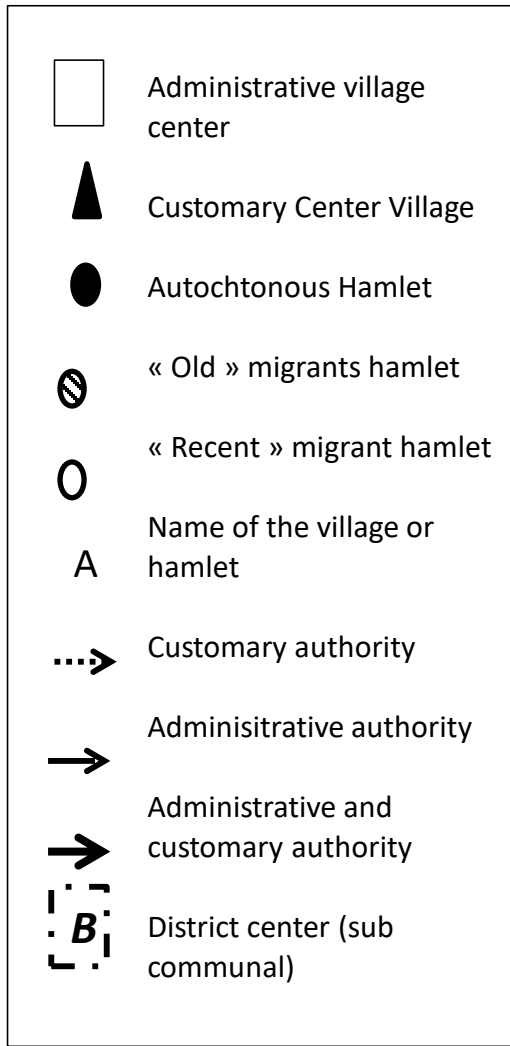 Administrative village
center
Customary Center Village
Autochtonous Hamlet
« Old » migrants hamlet
« Recent » migrant hamlet
A
Name of the village or
hamlet
Customary authority
Adminisitrative authority
Administrative and
customary authority
B
District center (sub
communal)